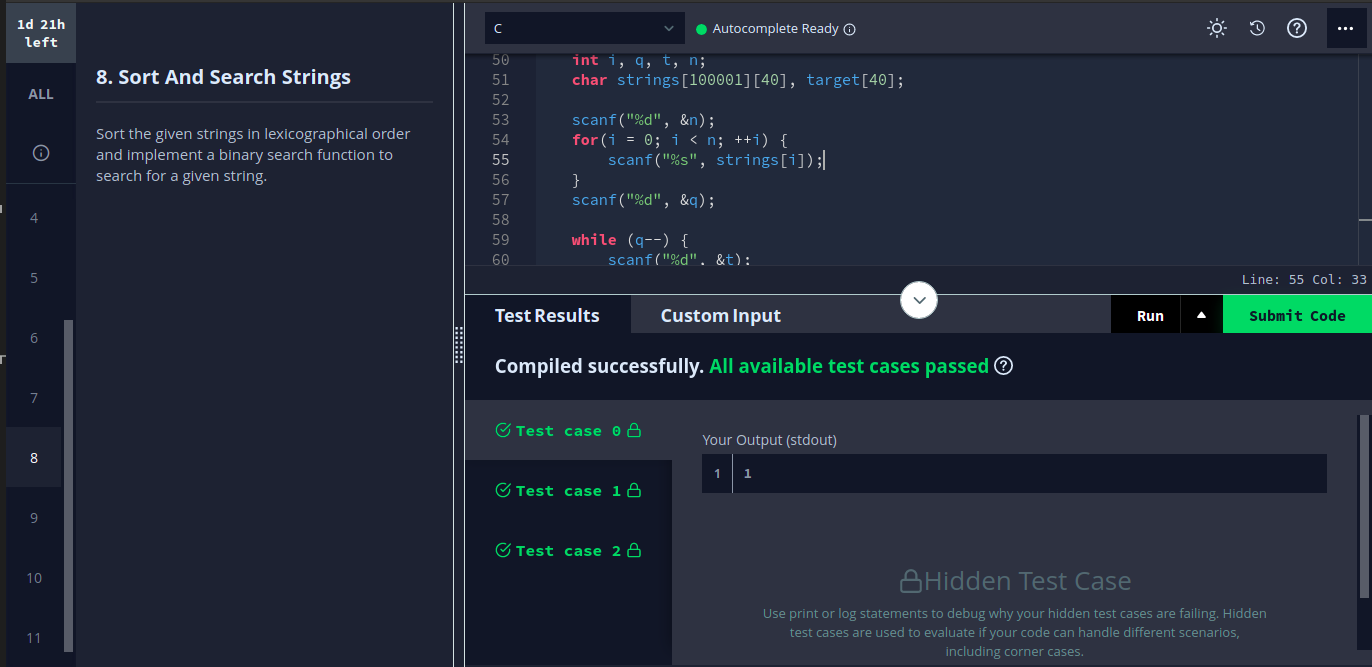 1d 21h
left
ALL
4
5
6
7
8
9
10
11
8. Sort And Search Strings
Sort the given strings in lexicographical order
and implement a binary search function to
search for a given string.
C
Autocomplete Ready
50 int i, q, t, n;
51 char strings[100001][40], target[40];
52
53 scanf("%d", &n);
54 for(i = 0; i < n; ++i) {
55 scanf("%s", strings[i]);
56 }
57 scanf("%d", &q);
58
59 while (q--) {
60 scanf("%d", &t);
Line: 55 Col: 33
Test Results
Custom Input
Run
Submit Code
Compiled successfully. All available test cases passed
Test case 0
Test case 1
Test case 2
Your Output (stdout)
1 1
Hidden Test Case
Use print or log statements to debug why your hidden test cases are failing. Hidden
test cases are used to evaluate if your code can handle different scenarios,
including corner cases.